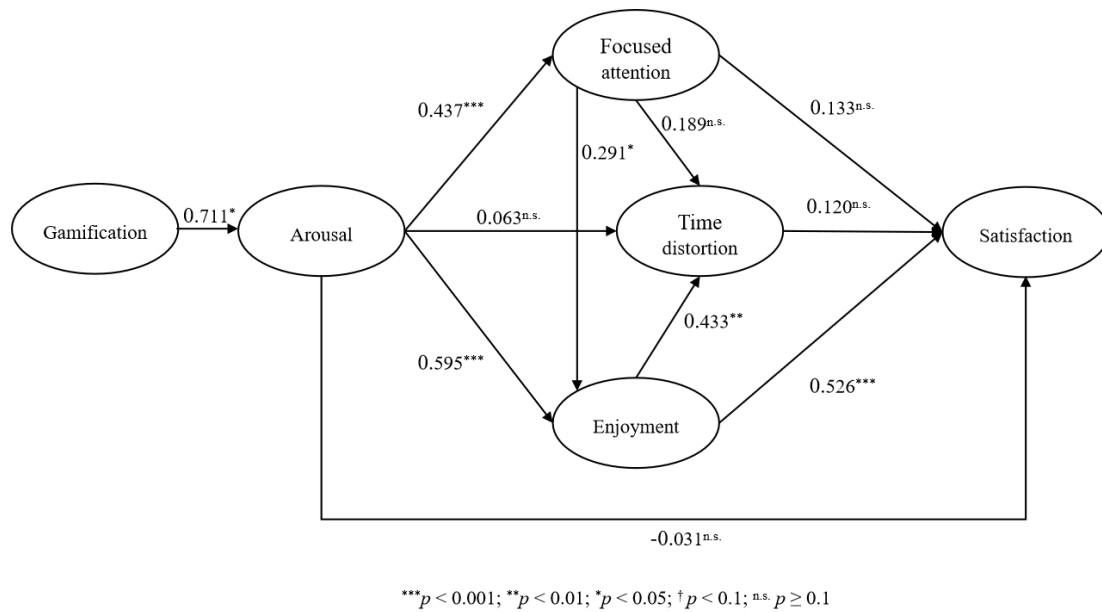 Focused
attention
0.437***
0.133n.s.
0.189n.s.
0.291*
0.711*
0.063n.s.
0.120n.s.
Gamification
Arousal
Time
distortion
Satisfaction
0.433**
0.595***
0.526***
Enjoyment
-0.031n.s.
***p < 0.001; **p < 0.01; *p < 0.05; † p < 0.1; n.s. p ≥ 0.1